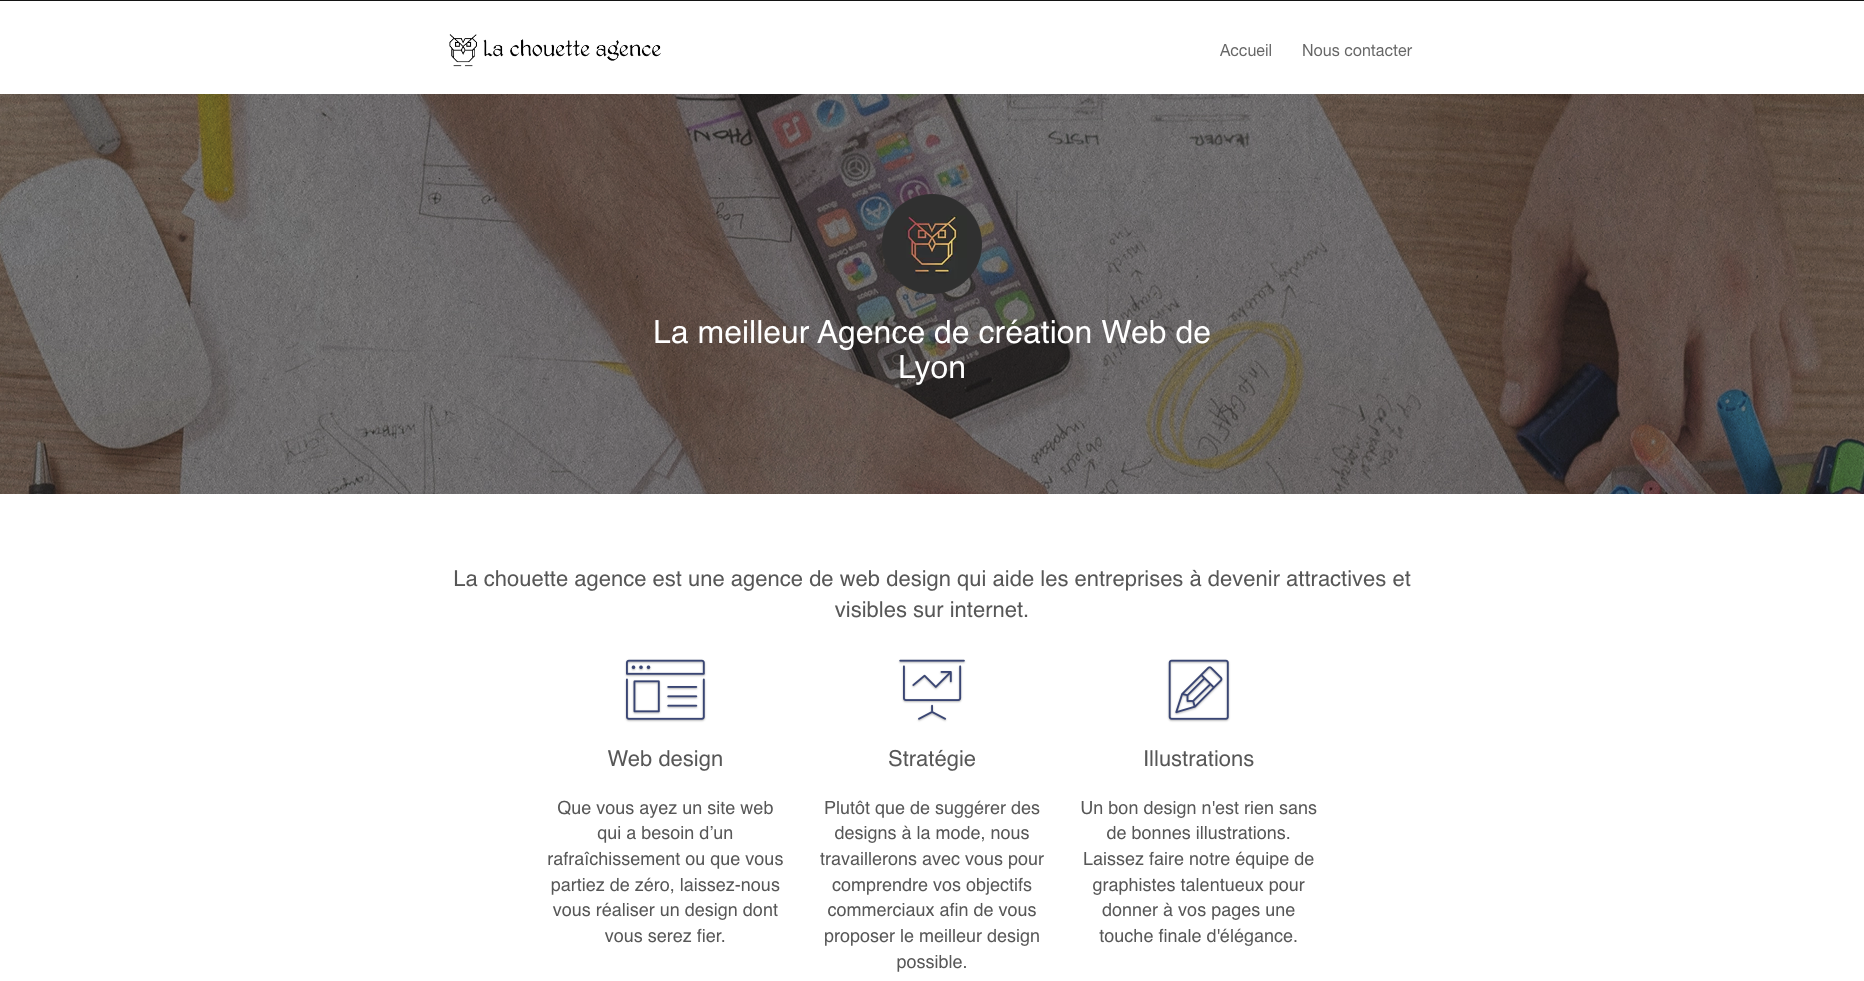 La chouette agence
Accueil
Nous contacter
PHON
LISTS
HEADER
La meilleur Agence de création Web de
Lyon
La chouette agence est une agence de web design qui aide les entreprises à devenir attractives et
visibles sur internet.
Web design
Que vous ayez un site web
qui a besoin d’un
rafraîchissement ou que vous
partiez de zéro, laissez-nous
vous réaliser un design dont
vous serez fier.
Stratégie
Plutôt que de suggérer des
designs à la mode, nous
travaillerons avec vous pour
comprendre vos objectifs
commerciaux afin de vous
proposer le meilleur design
possible.
Illustrations
Un bon design n'est rien sans
de bonnes illustrations.
Laissez faire notre équipe de
graphistes talentueux pour
donner à vos pages une
touche finale d'élégance.